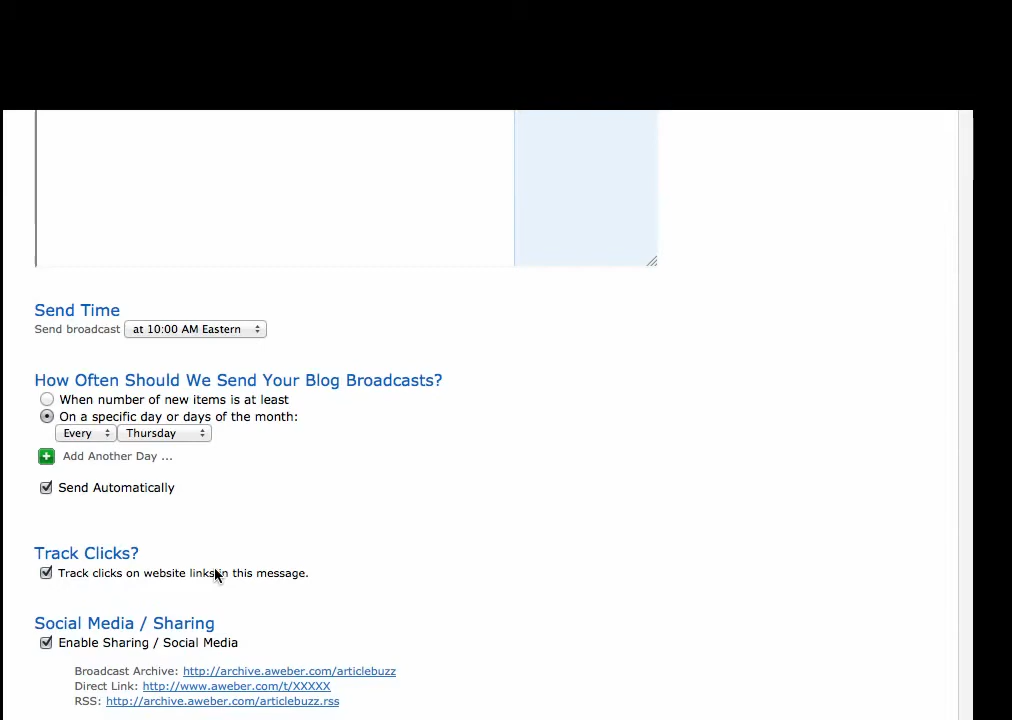 Send Time
Send broadcast at 10:00 AM Eastern
How Often Should We Send Your Blog Broadcasts?
When number of new items is at least
On a specific day or days of the month:
Every Thursday
Add Another Day ...
Send Automatically
Track Clicks?
Track clicks on website links in this message.
Social Media / Sharing
Enable Sharing / Social Media
Broadcast Archive: http://archive.aweber.com/articlebuzz
Direct Link: http://www.aweber.com/t/XXXXX
RSS: http://archive.aweber.com/articlebuzz.rss